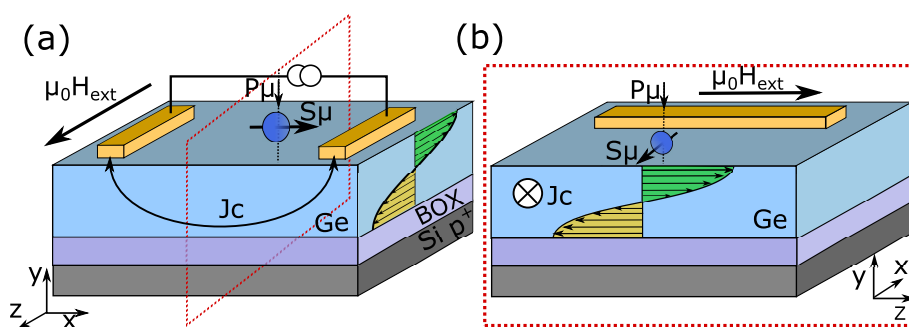 (a)
μ₀Hext
Pμ
Sμ
Jc
Ge
BOX
Si p⁺
y
z
x
(b)
Pμ
μ₀Hext
Sμ
Jc
Ge
y
x
z